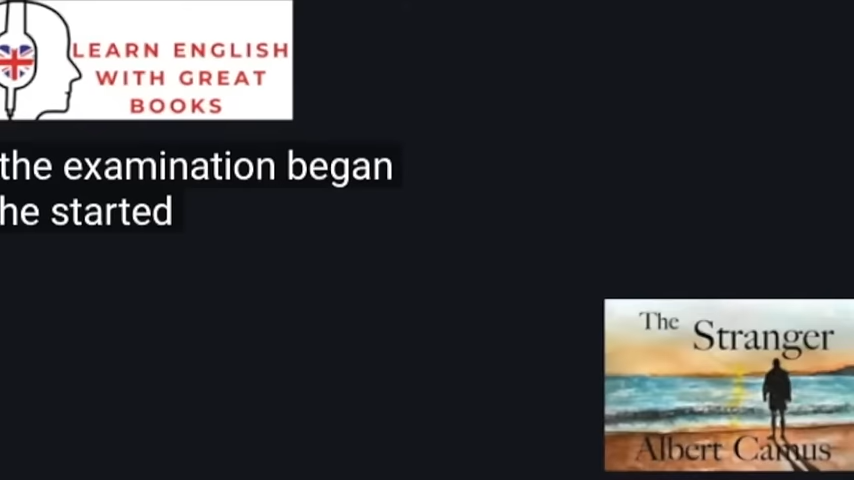 LEARN ENGLISH
WITH GREAT
BOOKS
the examination began
he started
The Stranger
Albert Camus